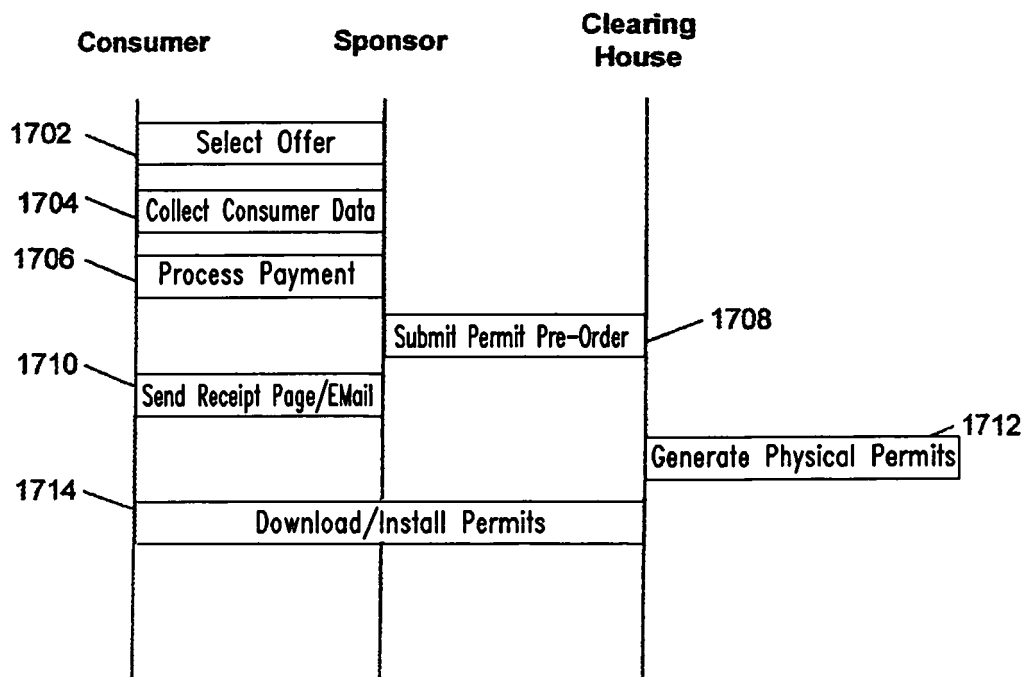 Consumer
Sponsor
Clearing
House
1702
Select Offer
1704
Collect Consumer Data
1706
Process Payment
Submit Permit Pre-Order
1708
1710
Send Receipt Page/EMail
1712
Generate Physical Permits
1714
Download/Install Permits